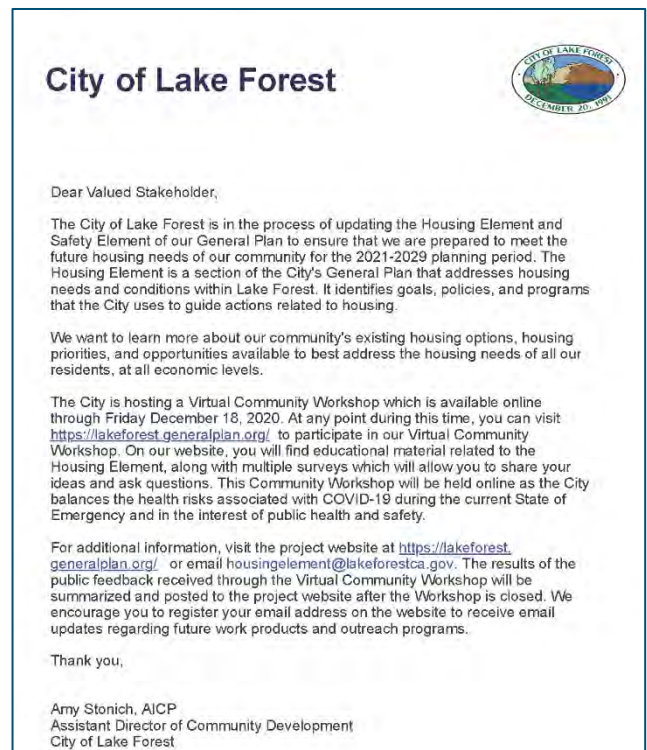 City of Lake Forest
CITY OF LAKE FOREST
DECEMBER 20, 1991
Dear Valued Stakeholder,
The City of Lake Forest is in the process of updating the Housing Element and
Safety Element of our General Plan to ensure that we are prepared to meet the
future housing needs of our community for the 2021-2029 planning period. The
Housing Element is a section of the City's General Plan that addresses housing
needs and conditions within Lake Forest. It identifies goals, policies, and programs
that the City uses to guide actions related to housing.
We want to learn more about our community's existing housing options, housing
priorities, and opportunities available to best address the housing needs of all our
residents, at all economic levels.
The City is hosting a Virtual Community Workshop which is available online
through Friday December 18, 2020. At any point during this time, you can visit
https://lakeforest.generalplan.org/ to participate in our Virtual Community
Workshop. On our website, you will find educational material related to the
Housing Element, along with multiple surveys which will allow you to share your
ideas and ask questions. This Community Workshop will be held online as the City
balances the health risks associated with COVID-19 during the current State of
Emergency and in the interest of public health and safety.
For additional information, visit the project website at https://lakeforest.
generalplan.org/ or email housingelement@lakeforestca.gov. The results of the
public feedback received through the Virtual Community Workshop will be
summarized and posted to the project website after the Workshop is closed. We
encourage you to register your email address on the website to receive email
updates regarding future work products and outreach programs.
Thank you,
Amy Stonich, AICP
Assistant Director of Community Development
City of Lake Forest